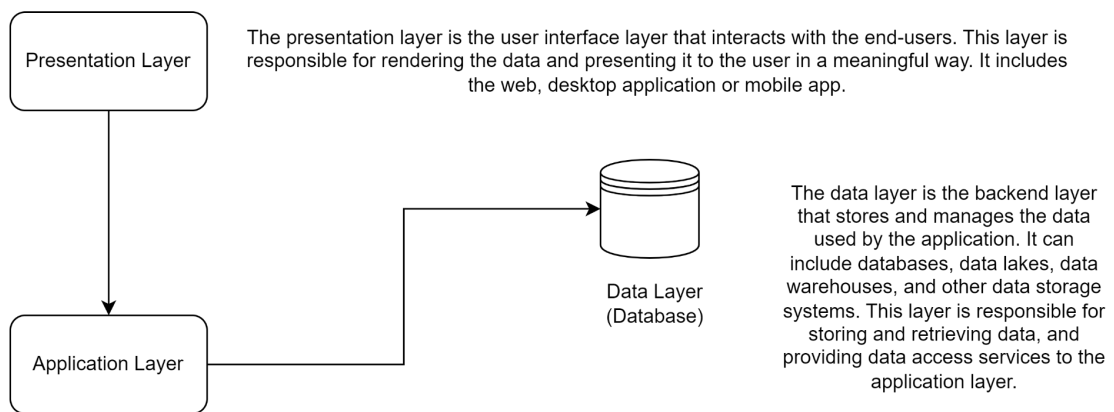 Presentation Layer
The presentation layer is the user interface layer that interacts with the end-users. This layer is
responsible for rendering the data and presenting it to the user in a meaningful way. It includes
the web, desktop application or mobile app.
Data Layer
(Database)
The data layer is the backend layer
that stores and manages the data
used by the application. It can
include databases, data lakes, data
warehouses, and other data storage
systems. This layer is responsible for
storing and retrieving data, and
providing data access services to the
application layer.
Application Layer